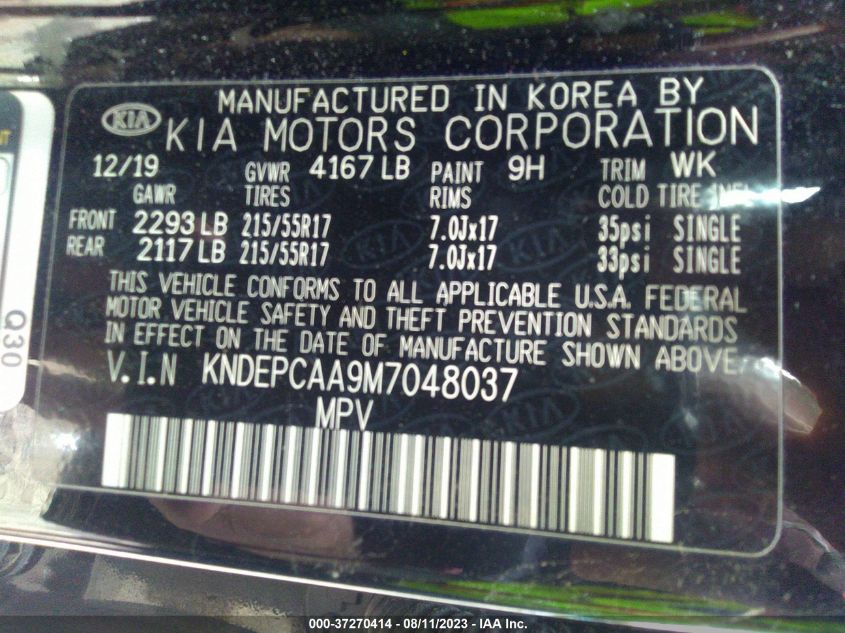 MANUFACTURED IN KOREA BY
KIA KIA MOTORS CORPORATION
12/19 GVWR 4167 LB PAINT 9H TRIM WK
GAWR TIRES RIMS COLD TIRE INFL
FRONT 2293 LB 215/55R17 7.0Jx17 35psi SINGLE
REAR 2117 LB 215/55R17 7.0Jx17 33psi SINGLE
THIS VEHICLE CONFORMS TO ALL APPLICABLE U.S.A. FEDERAL
MOTOR VEHICLE SAFETY AND THEFT PREVENTION STANDARDS
IN EFFECT ON THE DATE OF MANUFACTURE SHOWN ABOVE.
V.I.N KNDEPCAA9M7048037
MPV
Q30
000-37270414 - 08/11/2023 - IAA Inc.